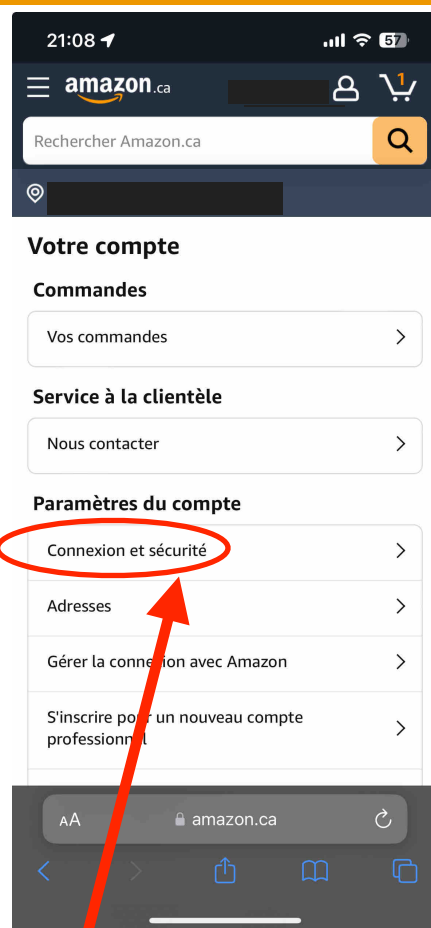 21:08
57
amazon.ca
1
Rechercher Amazon.ca
Votre compte
Commandes
Vos commandes
Service à la clientèle
Nous contacter
Paramètres du compte
Connexion et sécurité
Adresses
Gérer la connexion avec Amazon
S'inscrire pour un nouveau compte
professionnel
AA
amazon.ca